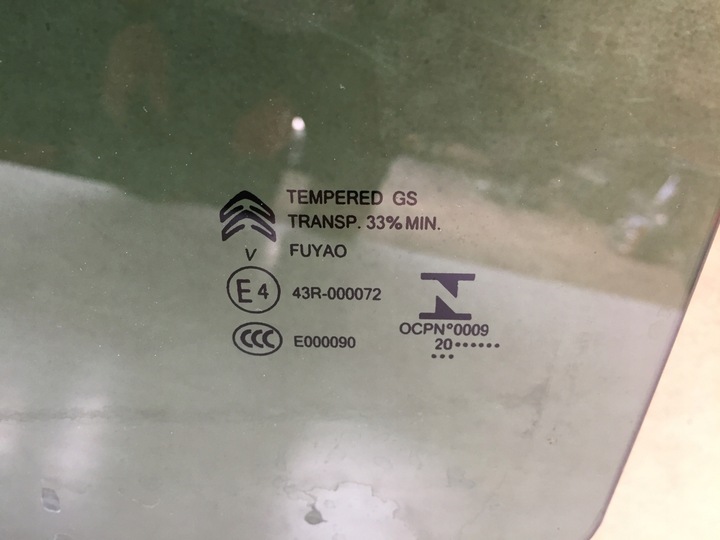 TEMPERED GS
TRANSP. 33% MIN.
V FUYAO
E4 43R-000072
CCC E000090
OCPN°0009
20••••••
•••